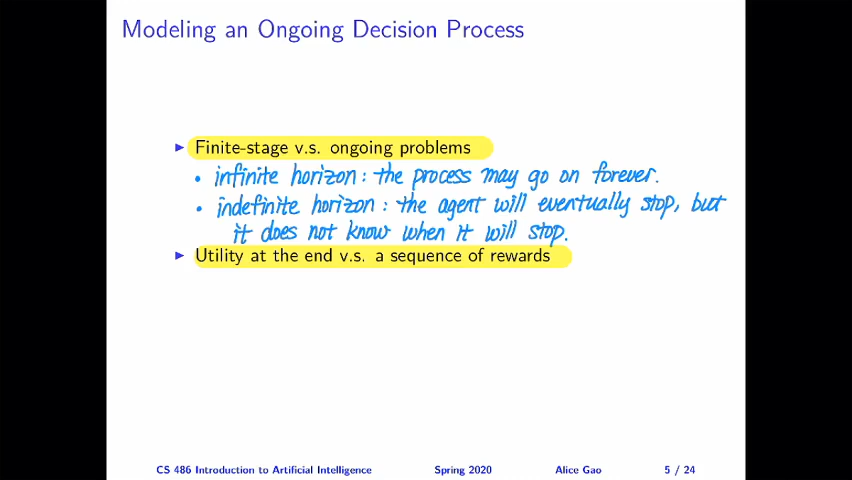 Modeling an Ongoing Decision Process
Finite-stage v.s. ongoing problems
• infinite horizon: the process may go on forever.
• indefinite horizon: the agent will eventually stop, but
it does not know when it will stop.
Utility at the end v.s. a sequence of rewards
CS 486 Introduction to Artificial Intelligence Spring 2020 Alice Gao 5 / 24